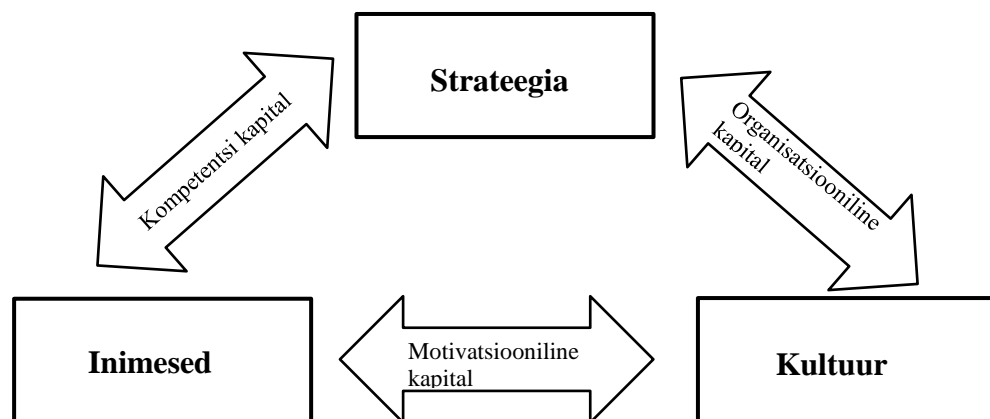 Strateegia
Kompetentsi kapital
Organisatsiooniline
kapital
Inimesed
Motivatsiooniline
kapital
Kultuur